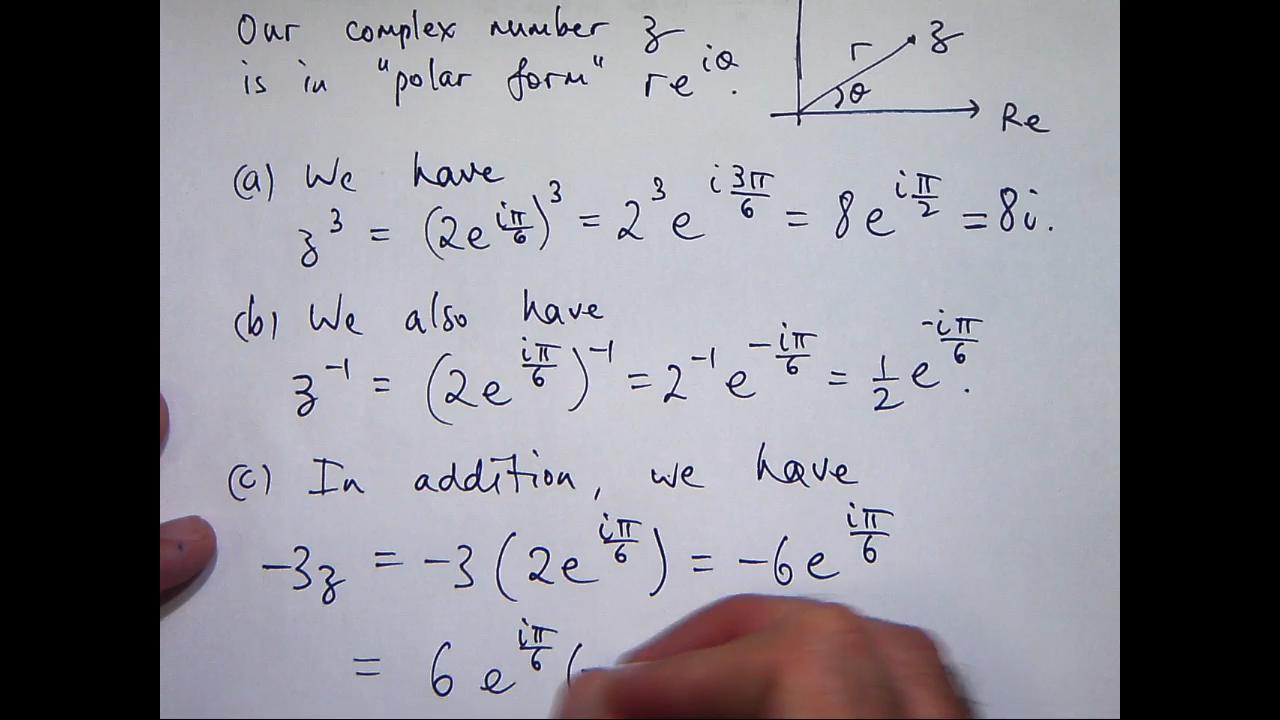 Our complex number z
is in "polar form" re^{iθ}.
r z
θ
Re
(a) We have
z^3 = (2e^{iπ/6})^3 = 2^3 e^{i3π/6} = 8e^{iπ/2} = 8i.
(b) We also have
z^{-1} = (2e^{iπ/6})^{-1} = 2^{-1} e^{-iπ/6} = 1/2 e^{-iπ/6}.
(c) In addition, we have
-3z = -3(2e^{iπ/6}) = -6e^{iπ/6}
= 6e^{iπ/6}(